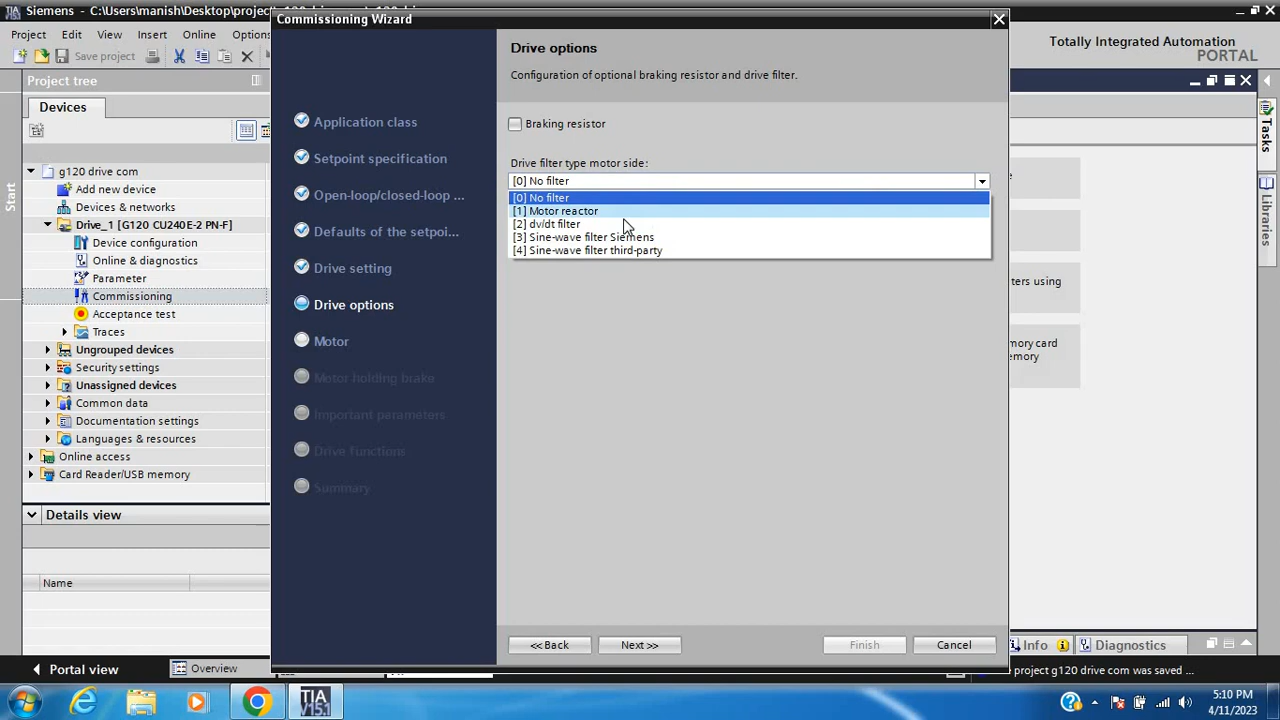 Siemens - C:\Users\manish\Desktop\project\
Commissioning Wizard
Project Edit View Insert Online Options
Totally Integrated Automation
PORTAL
Save project
Project tree
Devices
g120 drive com
Add new device
Devices & networks
Drive_1 [G120 CU240E-2 PN-F]
Device configuration
Online & diagnostics
Parameter
Commissioning
Acceptance test
Traces
Ungrouped devices
Security settings
Unassigned devices
Common data
Documentation settings
Languages & resources
Online access
Card Reader/USB memory
Details view
Name
Start
Application class
Setpoint specification
Open-loop/closed-loop ...
Defaults of the setpoi...
Drive setting
Drive options
Motor
Motor holding brake
Important parameters
Drive functions
Summary
Drive options
Configuration of optional braking resistor and drive filter.
Braking resistor
Drive filter type motor side:
[0] No filter
[0] No filter
[1] Motor reactor
[2] dv/dt filter
[3] Sine-wave filter Siemens
[4] Sine-wave filter third-party
<< Back
Next >>
Finish
Cancel
ters using
mory card
emory
Tasks
Libraries
Info
Diagnostics
Portal view
Overview
e project g120 drive com was saved ...
TIA
V15.1
5:10 PM
4/11/2023